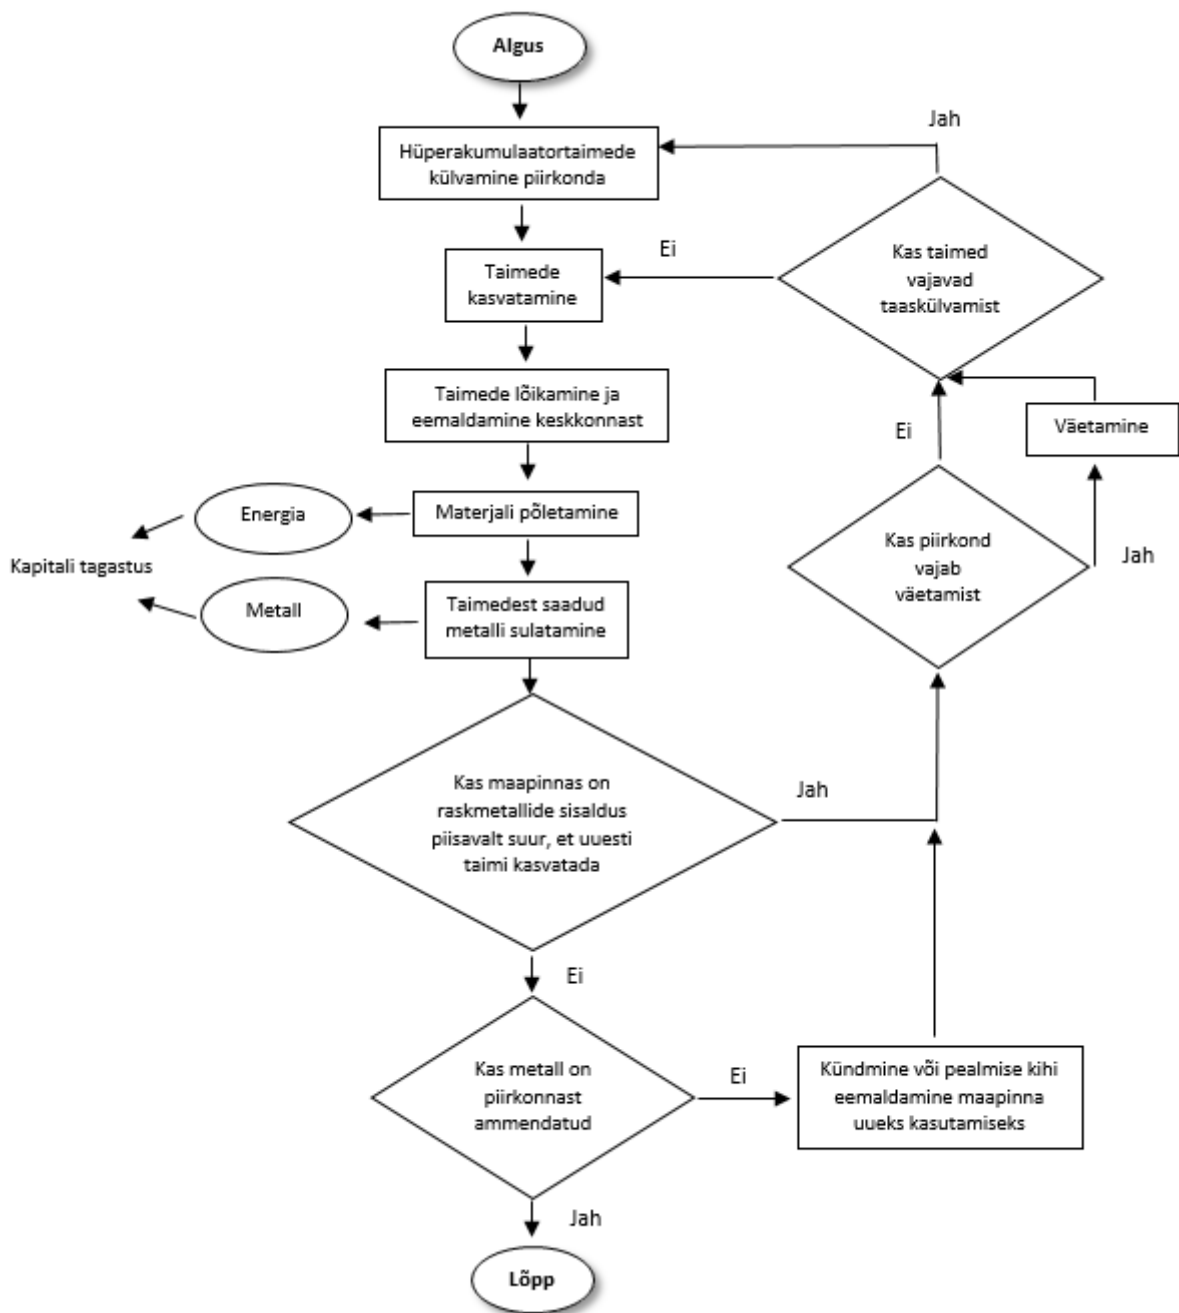 Algus
Jah
Hüperakumulaatortaimede
külvamine piirkonda
Kas taimed
vajavad
taaskülvamist
Ei
Taimede
kasvatamine
Taimede lõikamine ja
eemaldamine keskkonnast
Ei
Väetamine
Energia
Materjali põletamine
Kas piirkond
vajab
väetamist
Jah
Kapitali tagastus
Metall
Taimedest saadud
metalli sulatamine
Kas maapinnas on
raskmetallide sisaldus
piisavalt suur, et uuesti
taimi kasvatada
Jah
Ei
Kas metall on
piirkonnast
ammendatud
Ei
Kündmine või pealmise kihi
eemaldamine maapinna
uueks kasutamiseks
Jah
Lõpp